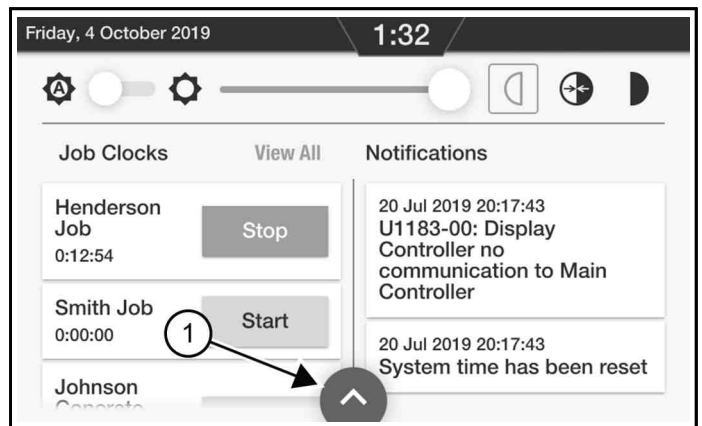 Friday, 4 October 2019
1:32
A
Job Clocks
View All
Notifications
Henderson
Job
0:12:54
Stop
Smith Job
0:00:00
Start
Johnson
Concrete
20 Jul 2019 20:17:43
U1183-00: Display
Controller no
communication to Main
Controller
20 Jul 2019 20:17:43
System time has been reset
1